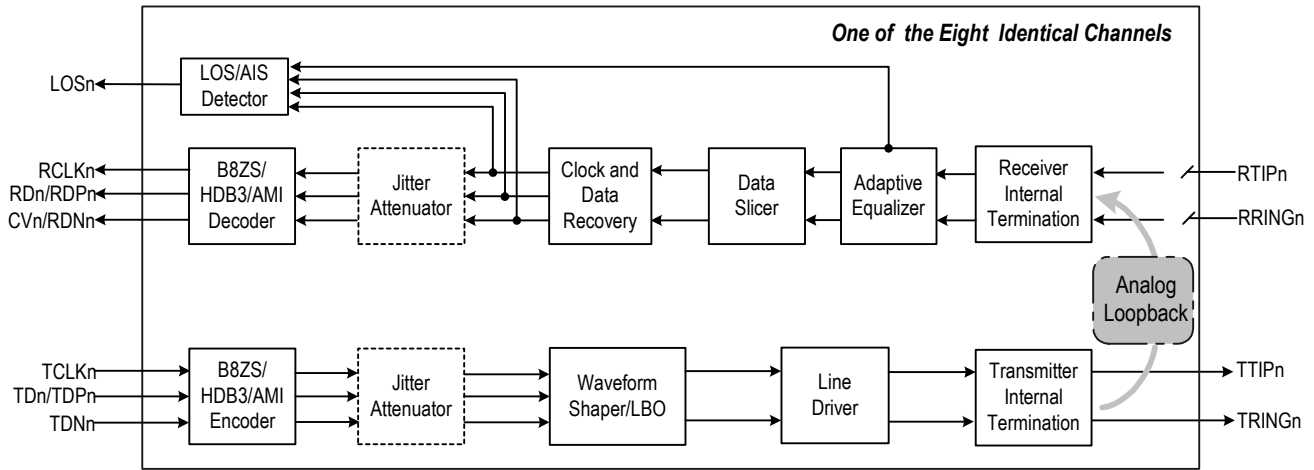 One of the Eight Identical Channels
LOSn
LOS/AIS
Detector
RCLKn
RDn/RDPn
CVn/RDNn
B8ZS/
HDB3/AMI
Decoder
Jitter
Attenuator
Clock and
Data
Recovery
Data
Slicer
Adaptive
Equalizer
Receiver
Internal
Termination
RTIPn
RRINGn
Analog
Loopback
TCLKn
TDn/TDPn
TDNn
B8ZS/
HDB3/AMI
Encoder
Jitter
Attenuator
Waveform
Shaper/LBO
Line
Driver
Transmitter
Internal
Termination
TTIPn
TRINGn